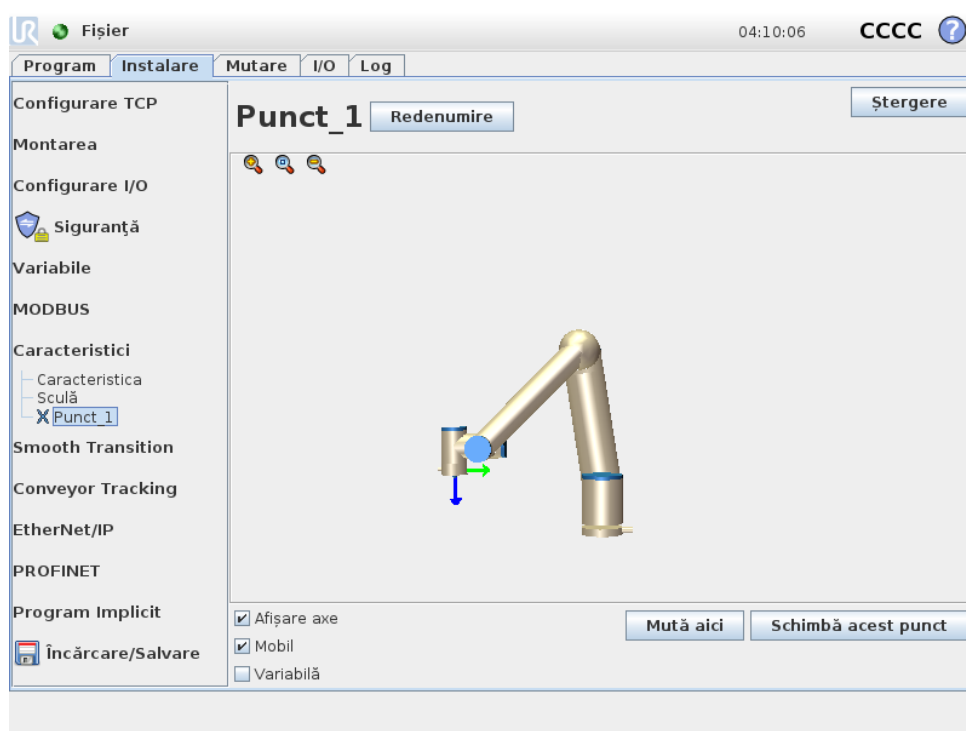 UR Fișier 04:10:06 CCCC ?
Program Instalare Mutare I/O Log
Configurare TCP
Montarea
Configurare I/O
Siguranță
Variabile
MODBUS
Caracteristici
Caracteristica
Sculă
Punct_1
Smooth Transition
Conveyor Tracking
EtherNet/IP
PROFINET
Program Implicit
Încărcare/Salvare
Punct_1 Redenumire Ștergere
Afișare axe
Mobil
Variabilă
Mută aici Schimbă acest punct